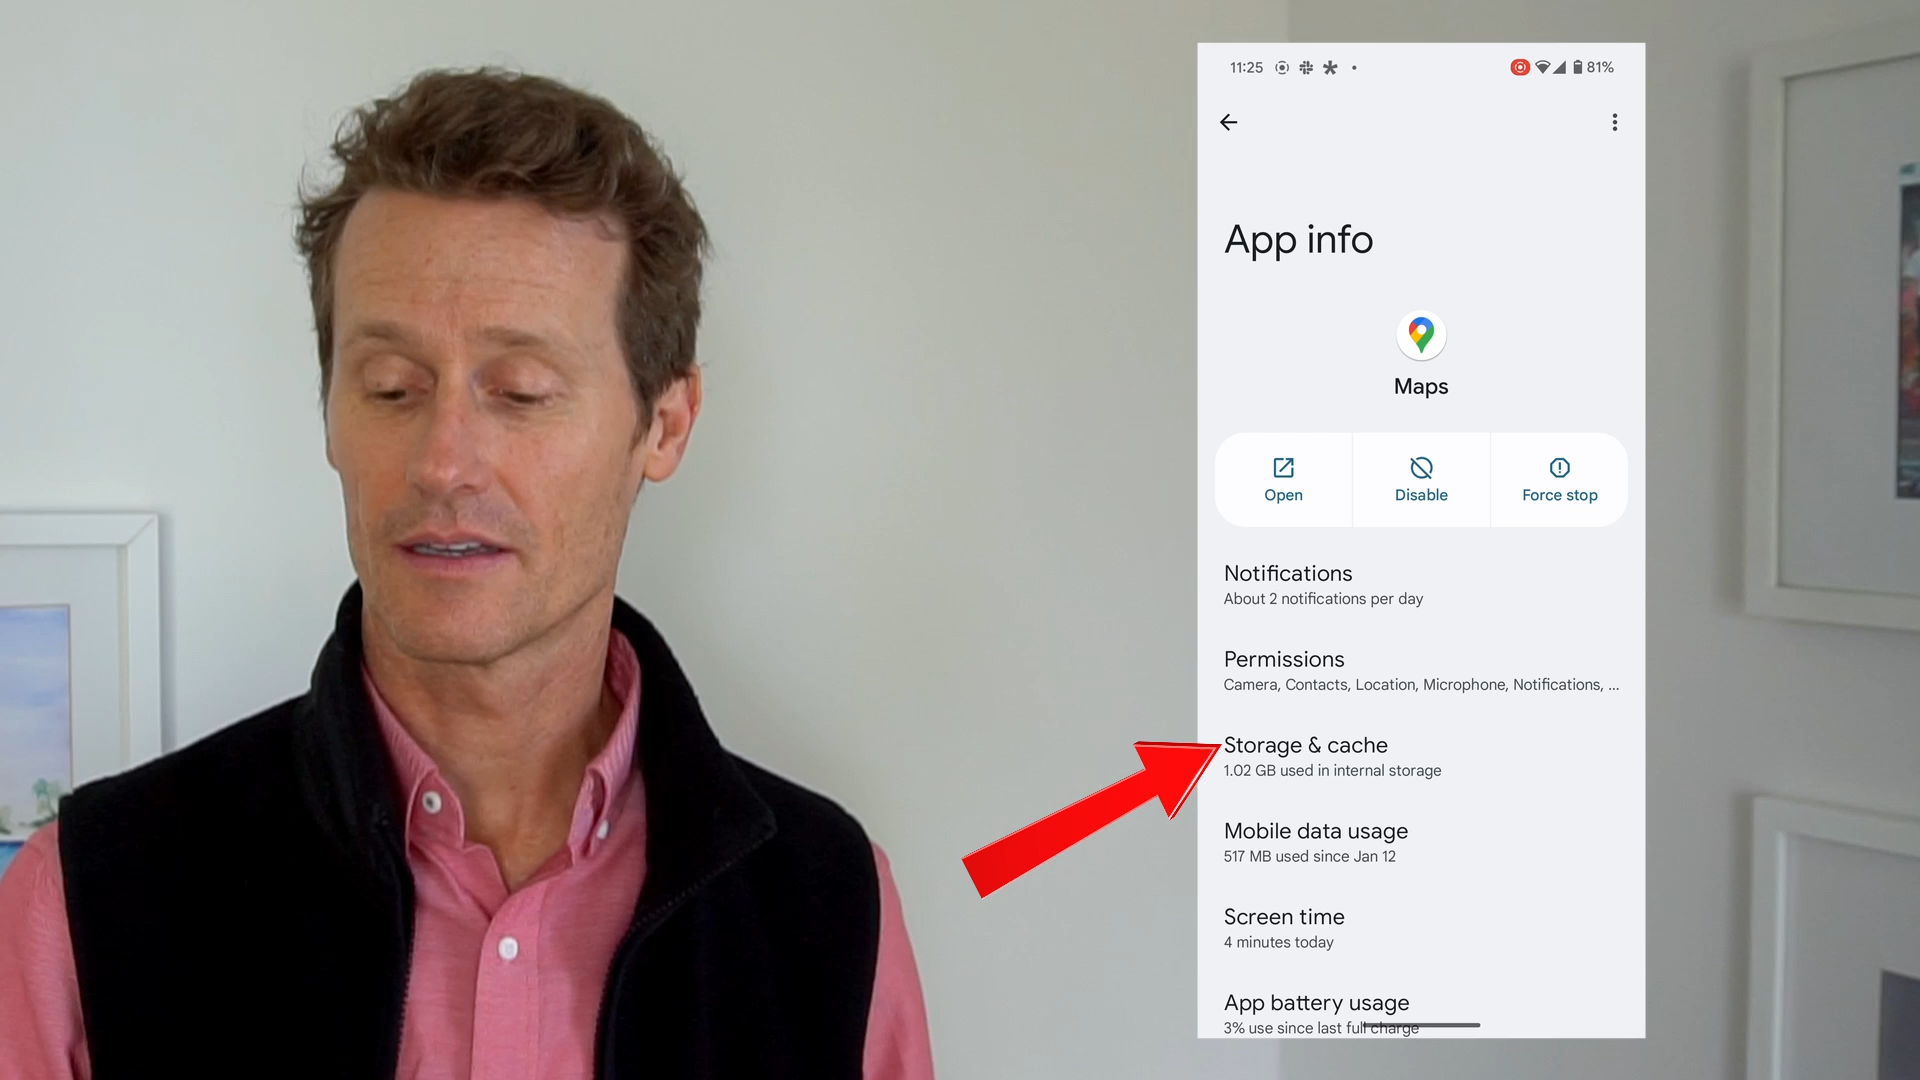 11:25 81%
App info
Maps
Open Disable Force stop
Notifications
About 2 notifications per day
Permissions
Camera, Contacts, Location, Microphone, Notifications, ...
Storage & cache
1.02 GB used in internal storage
Mobile data usage
517 MB used since Jan 12
Screen time
4 minutes today
App battery usage
3% use since last full charge